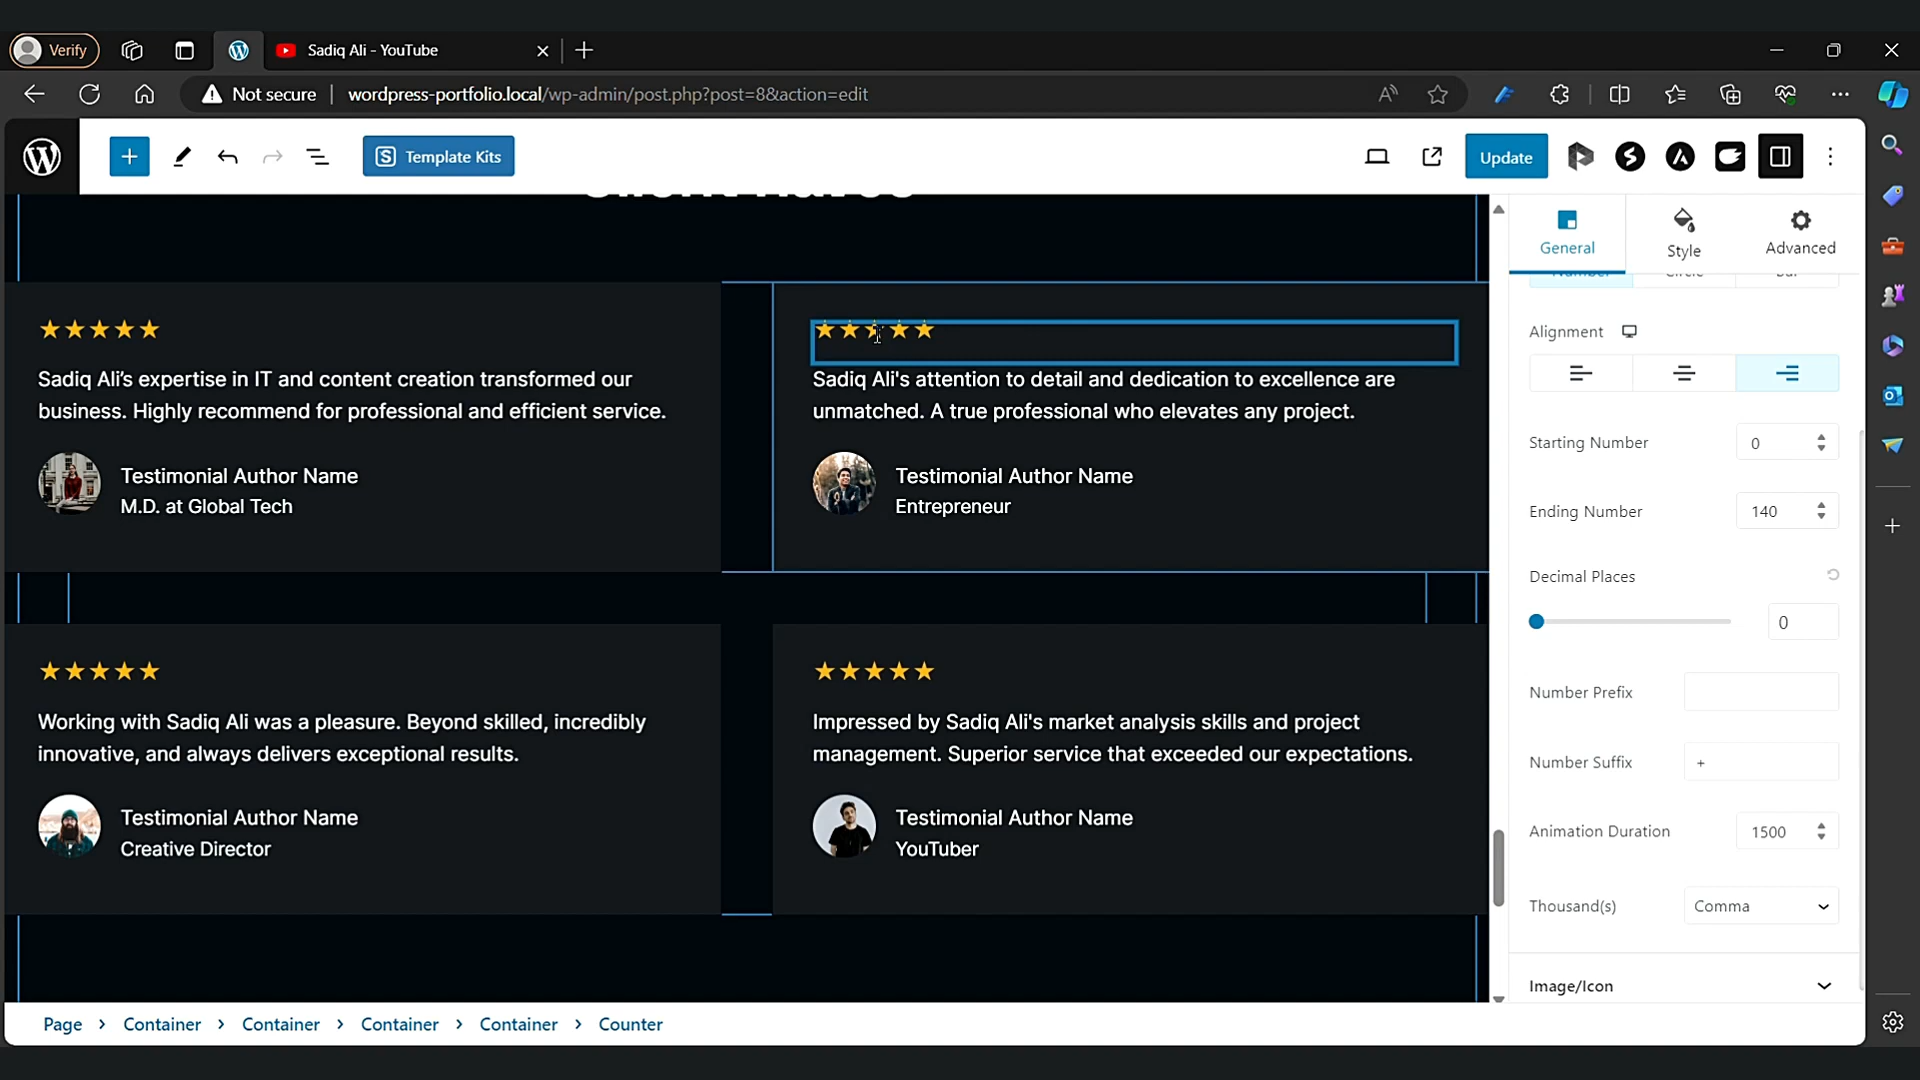 Verify
Sadiq Ali - YouTube
Not secure
wordpress-portfolio.local/wp-admin/post.php?post=8&action=edit
Template Kits
Update
General
Style
Advanced
Sadiq Ali's expertise in IT and content creation transformed our
business. Highly recommend for professional and efficient service.
Testimonial Author Name
M.D. at Global Tech
Sadiq Ali's attention to detail and dedication to excellence are
unmatched. A true professional who elevates any project.
Testimonial Author Name
Entrepreneur
Working with Sadiq Ali was a pleasure. Beyond skilled, incredibly
innovative, and always delivers exceptional results.
Testimonial Author Name
Creative Director
Impressed by Sadiq Ali's market analysis skills and project
management. Superior service that exceeded our expectations.
Testimonial Author Name
YouTuber
Alignment
Starting Number 0
Ending Number 140
Decimal Places
0
Number Prefix
Number Suffix +
Animation Duration 1500
Thousand(s) Comma
Image/Icon
Page > Container > Container > Container > Container > Counter